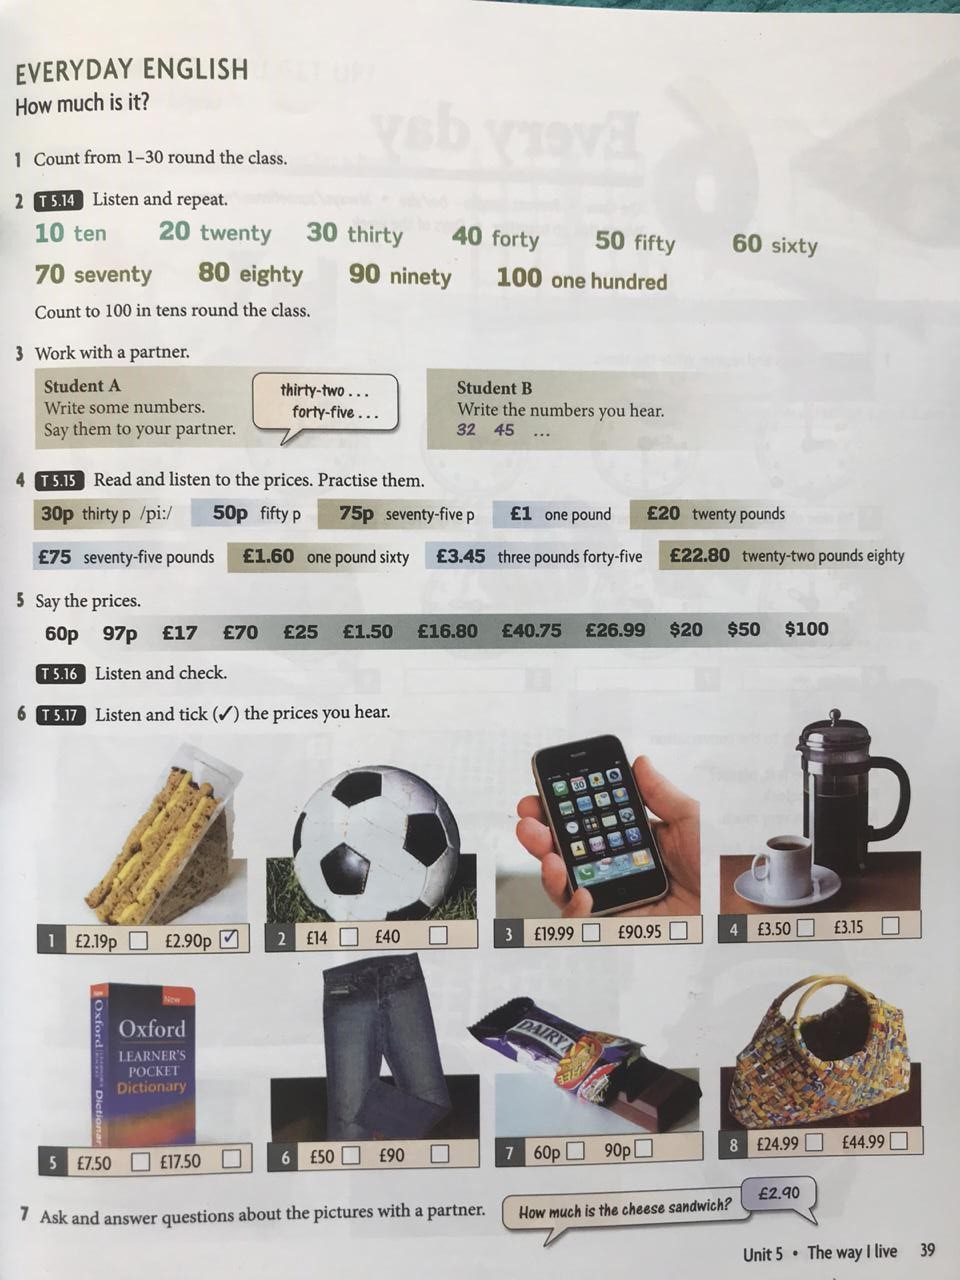 EVERYDAY ENGLISH
How much is it?
1 Count from 1–30 round the class.
2 T 5.14 Listen and repeat.
10 ten 20 twenty 30 thirty 40 forty 50 fifty 60 sixty
70 seventy 80 eighty 90 ninety 100 one hundred
Count to 100 in tens round the class.
3 Work with a partner.
Student A
Write some numbers.
Say them to your partner.
thirty-two . . .
forty-five . . .
Student B
Write the numbers you hear.
32 45 ...
4 T 5.15 Read and listen to the prices. Practise them.
30p thirty p /piː/ 50p fifty p 75p seventy-five p £1 one pound £20 twenty pounds
£75 seventy-five pounds £1.60 one pound sixty £3.45 three pounds forty-five £22.80 twenty-two pounds eighty
5 Say the prices.
60p 97p £17 £70 £25 £1.50 £16.80 £40.75 £26.99 $20 $50 $100
T 5.16 Listen and check.
6 T 5.17 Listen and tick (✓) the prices you hear.
1 £2.19p £2.90p ✓
2 £14 £40
3 £19.99 £90.95
4 £3.50 £3.15
New
Oxford
LEARNER'S
POCKET
Dictionary
DAIRY
5 £7.50 £17.50
6 £50 £90
7 60p 90p
8 £24.99 £44.99
7 Ask and answer questions about the pictures with a partner.
How much is the cheese sandwich?
£2.90
Unit 5 • The way I live 39